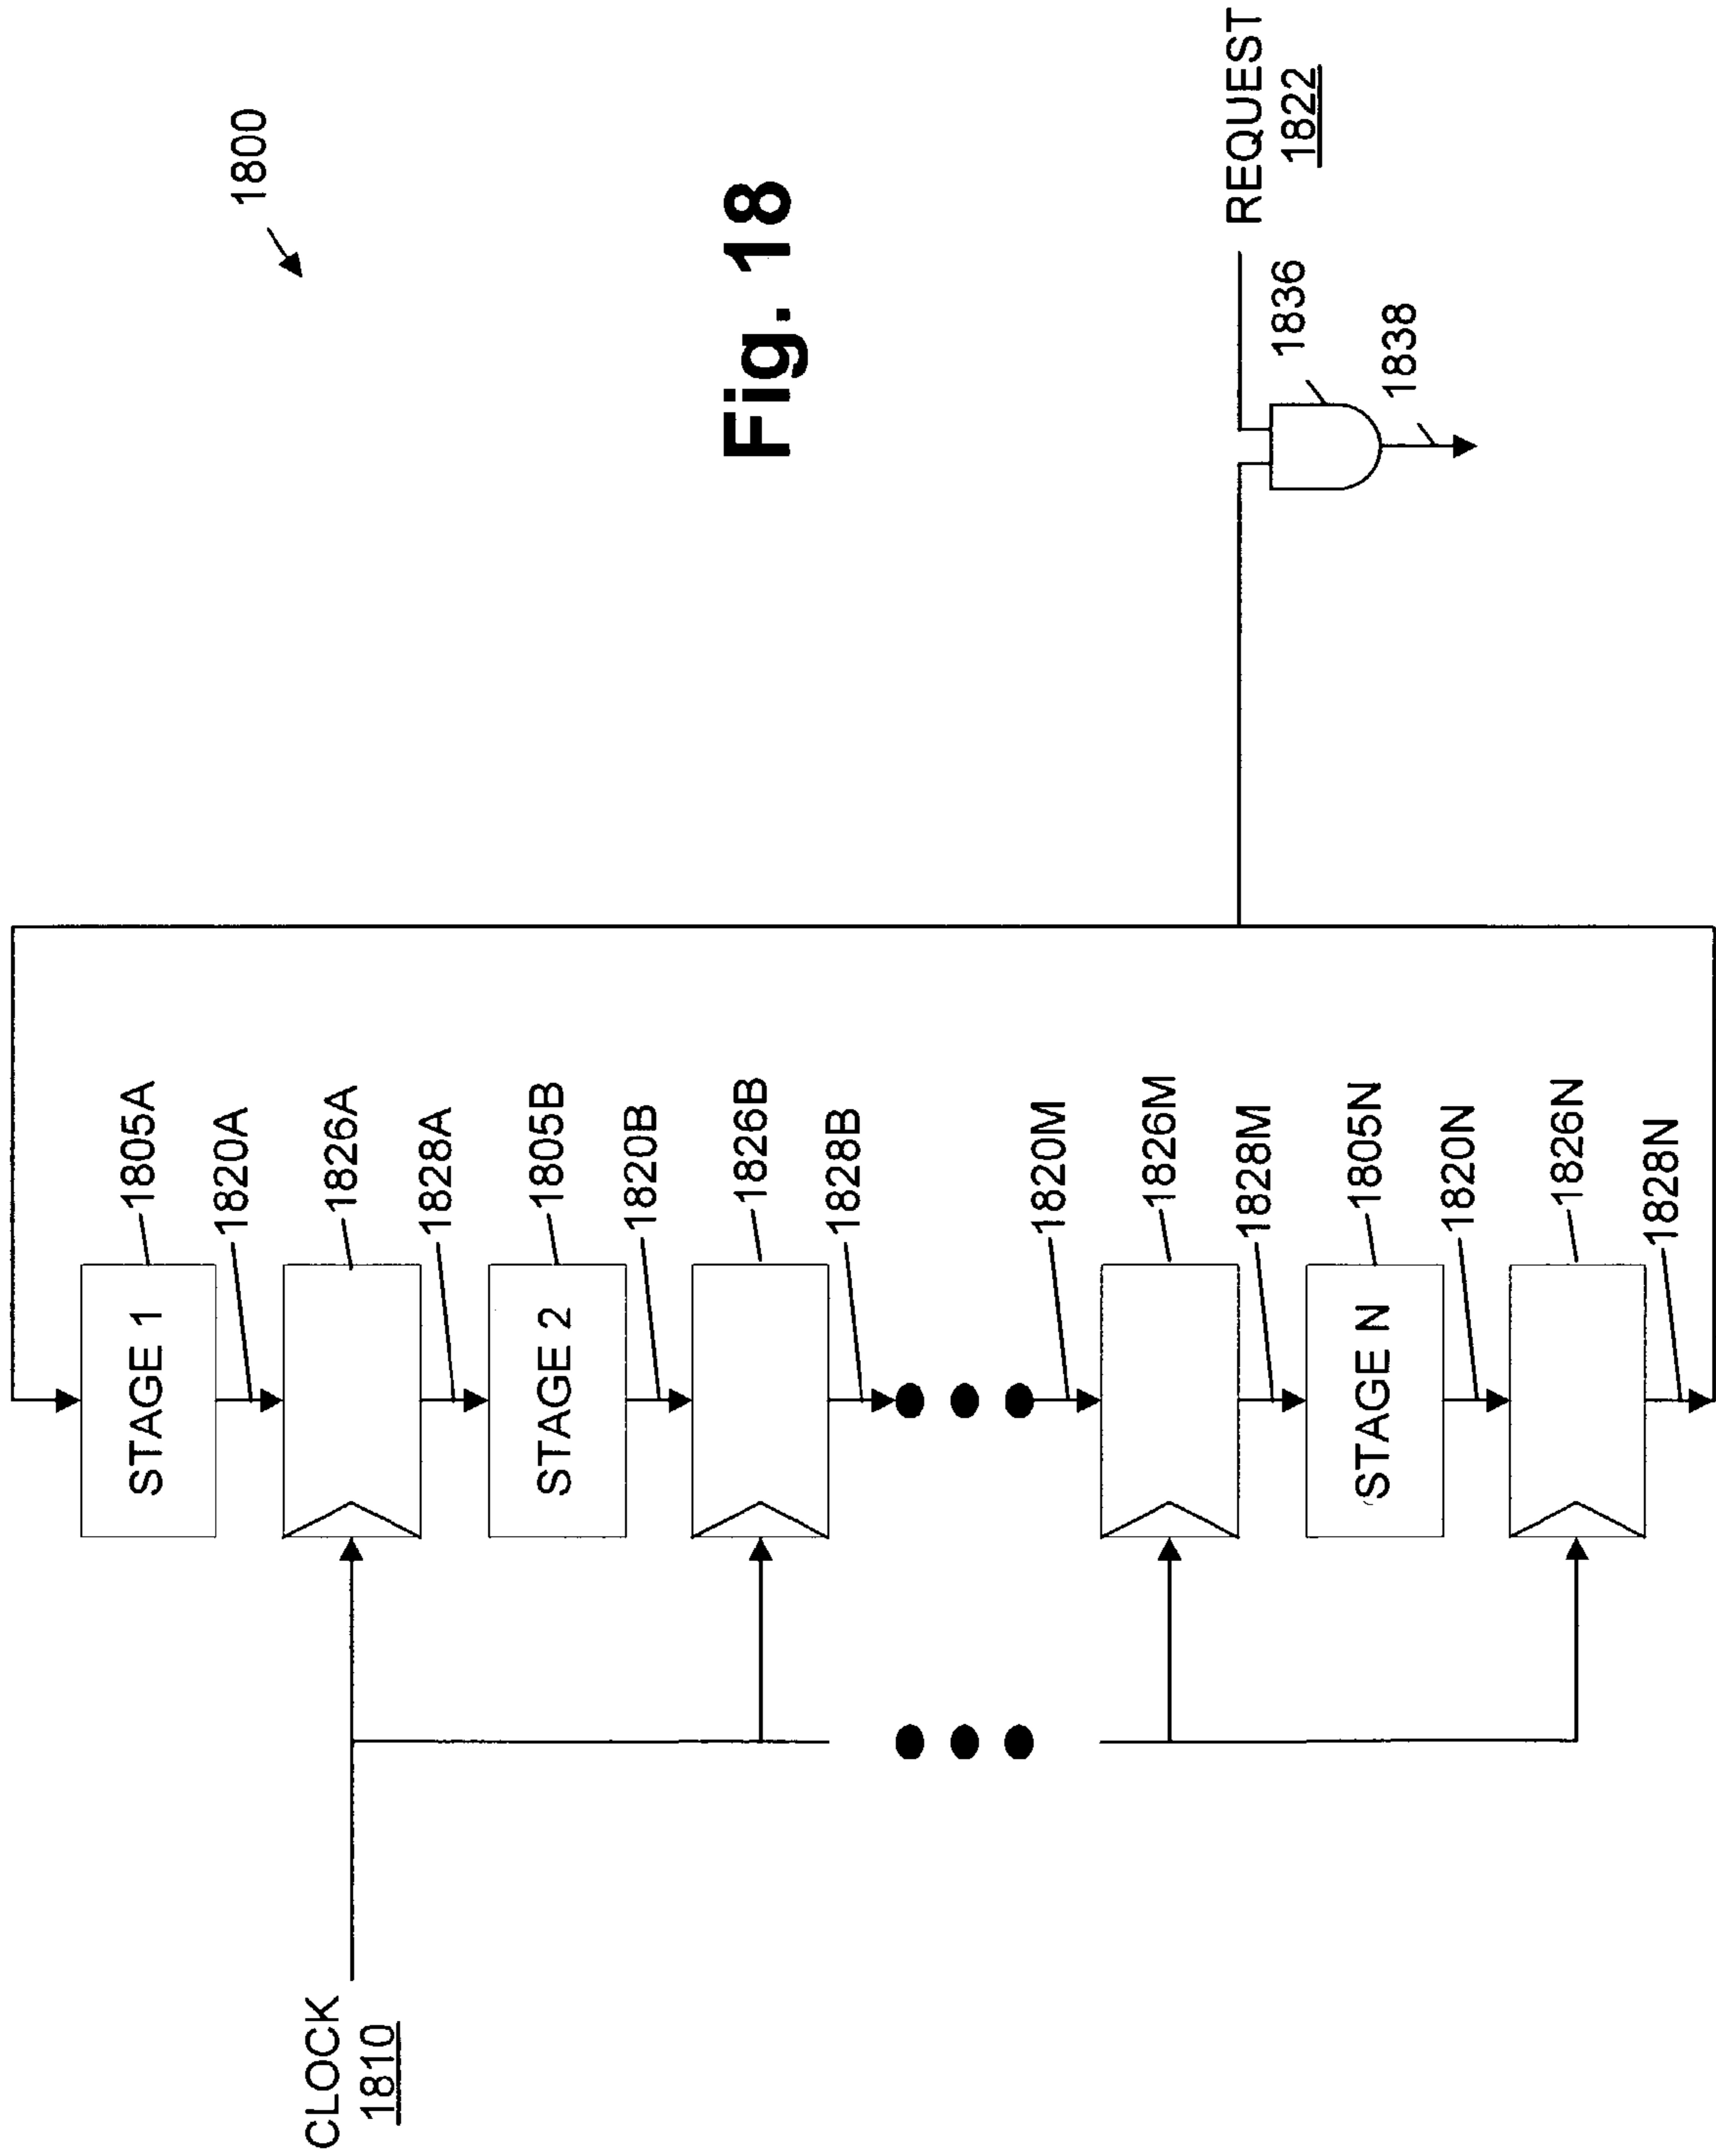 1800
CLOCK
1810
STAGE 1
1805A
1820A
1826A
1828A
STAGE 2
1805B
1820B
1826B
1828B
1820M
1826M
1828M
STAGE N
1805N
1820N
1826N
1828N
REQUEST
1822
1836
1838
Fig. 18